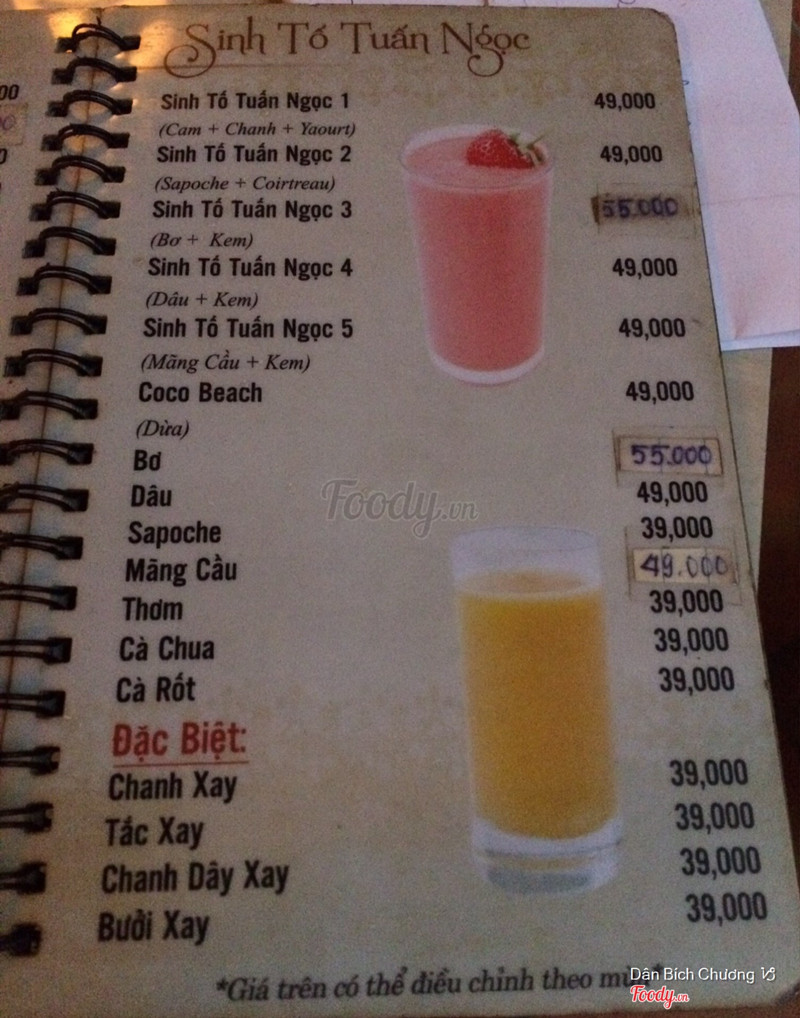 Sinh Tố Tuấn Ngọc
Sinh Tố Tuấn Ngọc 1 49,000
(Cam + Chanh + Yaourt)
Sinh Tố Tuấn Ngọc 2 49,000
(Sapoche + Coirtreau)
Sinh Tố Tuấn Ngọc 3 55.000
(Bơ + Kem)
Sinh Tố Tuấn Ngọc 4 49,000
(Dâu + Kem)
Sinh Tố Tuấn Ngọc 5 49,000
(Mãng Cầu + Kem)
Coco Beach 49,000
(Dừa)
Bơ 55.000
Dâu 49,000
Foody.vn
Sapoche 39,000
Mãng Cầu 49.000
Thơm 39,000
Cà Chua 39,000
Cà Rốt 39,000
Đặc Biệt:
Chanh Xay 39,000
Tắc Xay 39,000
Chanh Dây Xay 39,000
Bưởi Xay 39,000
*Giá trên có thể điều chỉnh theo
Dân Bích Chương
Foody.vn